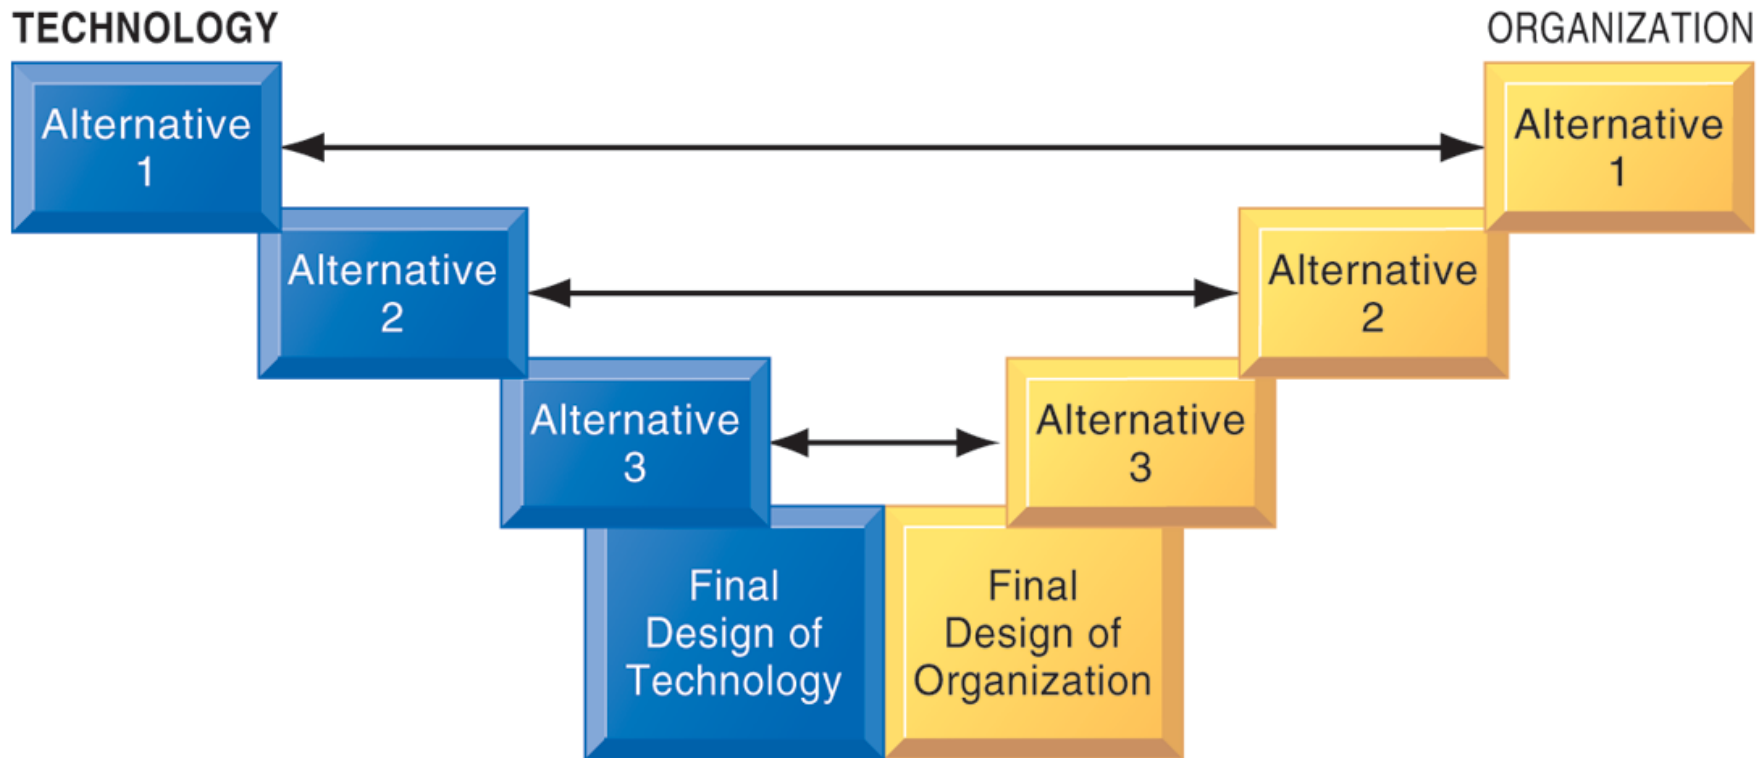 TECHNOLOGY
ORGANIZATION
Alternative
1
Alternative
1
Alternative
2
Alternative
2
Alternative
3
Alternative
3
Final
Design of
Technology
Final
Design of
Organization